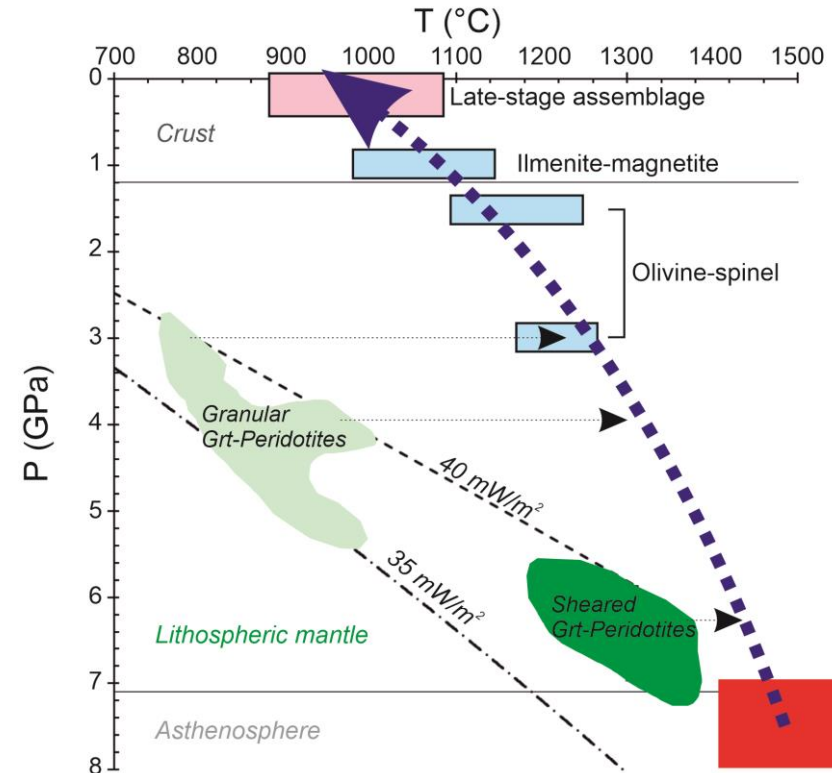 T (°C)
700 800 900 1000 1100 1200 1300 1400 1500
0
Late-stage assemblage
Crust
1
Ilmenite-magnetite
2
Olivine-spinel
3
Granular
Grt-Peridotites
4
P (GPa)
40 mW/m²
5
35 mW/m²
6
Sheared
Grt-Peridotites
Lithospheric mantle
7
Asthenosphere
8